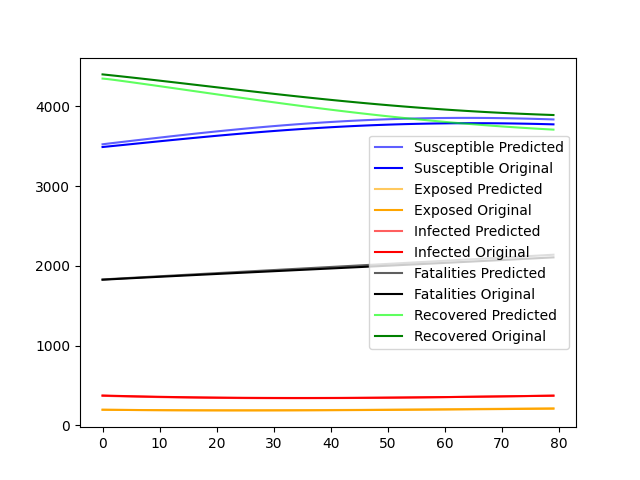 4000
3000
2000
1000
0
Susceptible Predicted
Susceptible Original
Exposed Predicted
Exposed Original
Infected Predicted
Infected Original
Fatalities Predicted
Fatalities Original
Recovered Predicted
Recovered Original
0 10 20 30 40 50 60 70 80